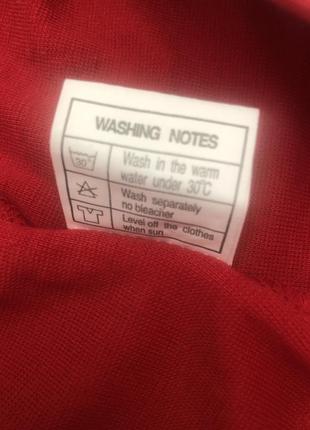 WASHING NOTES
30°
Wash in the warm
water under 30°C
Wash separately
no bleacher
Level off the clothes
when sun